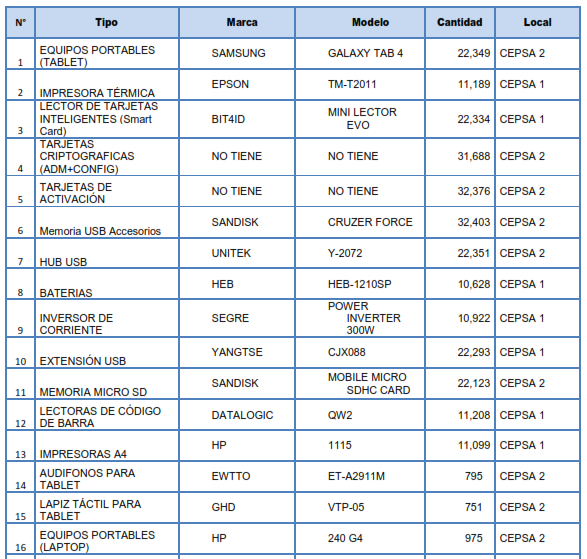 N° Tipo Marca Modelo Cantidad Local
1 EQUIPOS PORTABLES (TABLET) SAMSUNG GALAXY TAB 4 22,349 CEPSA 2
2 IMPRESORA TÉRMICA EPSON TM-T2011 11,189 CEPSA 1
3 LECTOR DE TARJETAS INTELIGENTES (Smart Card) BIT4ID MINI LECTOR EVO 22,334 CEPSA 1
4 TARJETAS CRIPTOGRAFICAS (ADM+CONFIG) NO TIENE NO TIENE 31,688 CEPSA 2
5 TARJETAS DE ACTIVACIÓN NO TIENE NO TIENE 32,376 CEPSA 2
6 Memoria USB Accesorios SANDISK CRUZER FORCE 32,403 CEPSA 2
7 HUB USB UNITEK Y-2072 22,351 CEPSA 2
8 BATERIAS HEB HEB-1210SP 10,628 CEPSA 1
9 INVERSOR DE CORRIENTE SEGRE POWER INVERTER 300W 10,922 CEPSA 1
10 EXTENSIÓN USB YANGTSE CJX088 22,293 CEPSA 1
11 MEMORIA MICRO SD SANDISK MOBILE MICRO SDHC CARD 22,123 CEPSA 2
12 LECTORAS DE CÓDIGO DE BARRA DATALOGIC QW2 11,208 CEPSA 1
13 IMPRESORAS A4 HP 1115 11,099 CEPSA 1
14 AUDIFONOS PARA TABLET EWTTO ET-A2911M 795 CEPSA 2
15 LAPIZ TÁCTIL PARA TABLET GHD VTP-05 751 CEPSA 2
16 EQUIPOS PORTABLES (LAPTOP) HP 240 G4 975 CEPSA 2